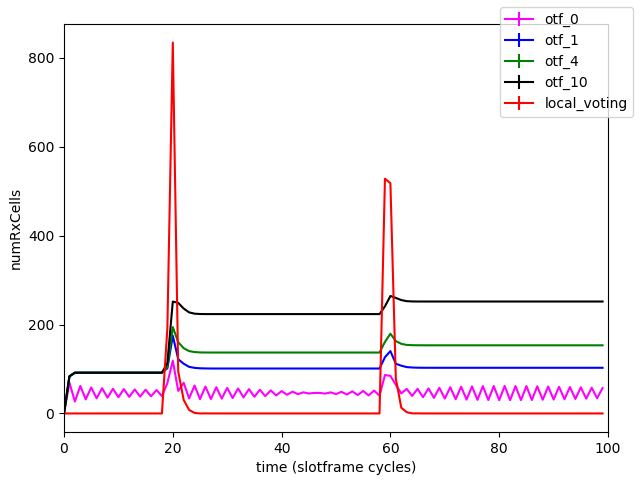 otf_0
otf_1
otf_4
otf_10
local_voting
800
600
400
200
0
numRxCells
0 20 40 60 80 100
time (slotframe cycles)